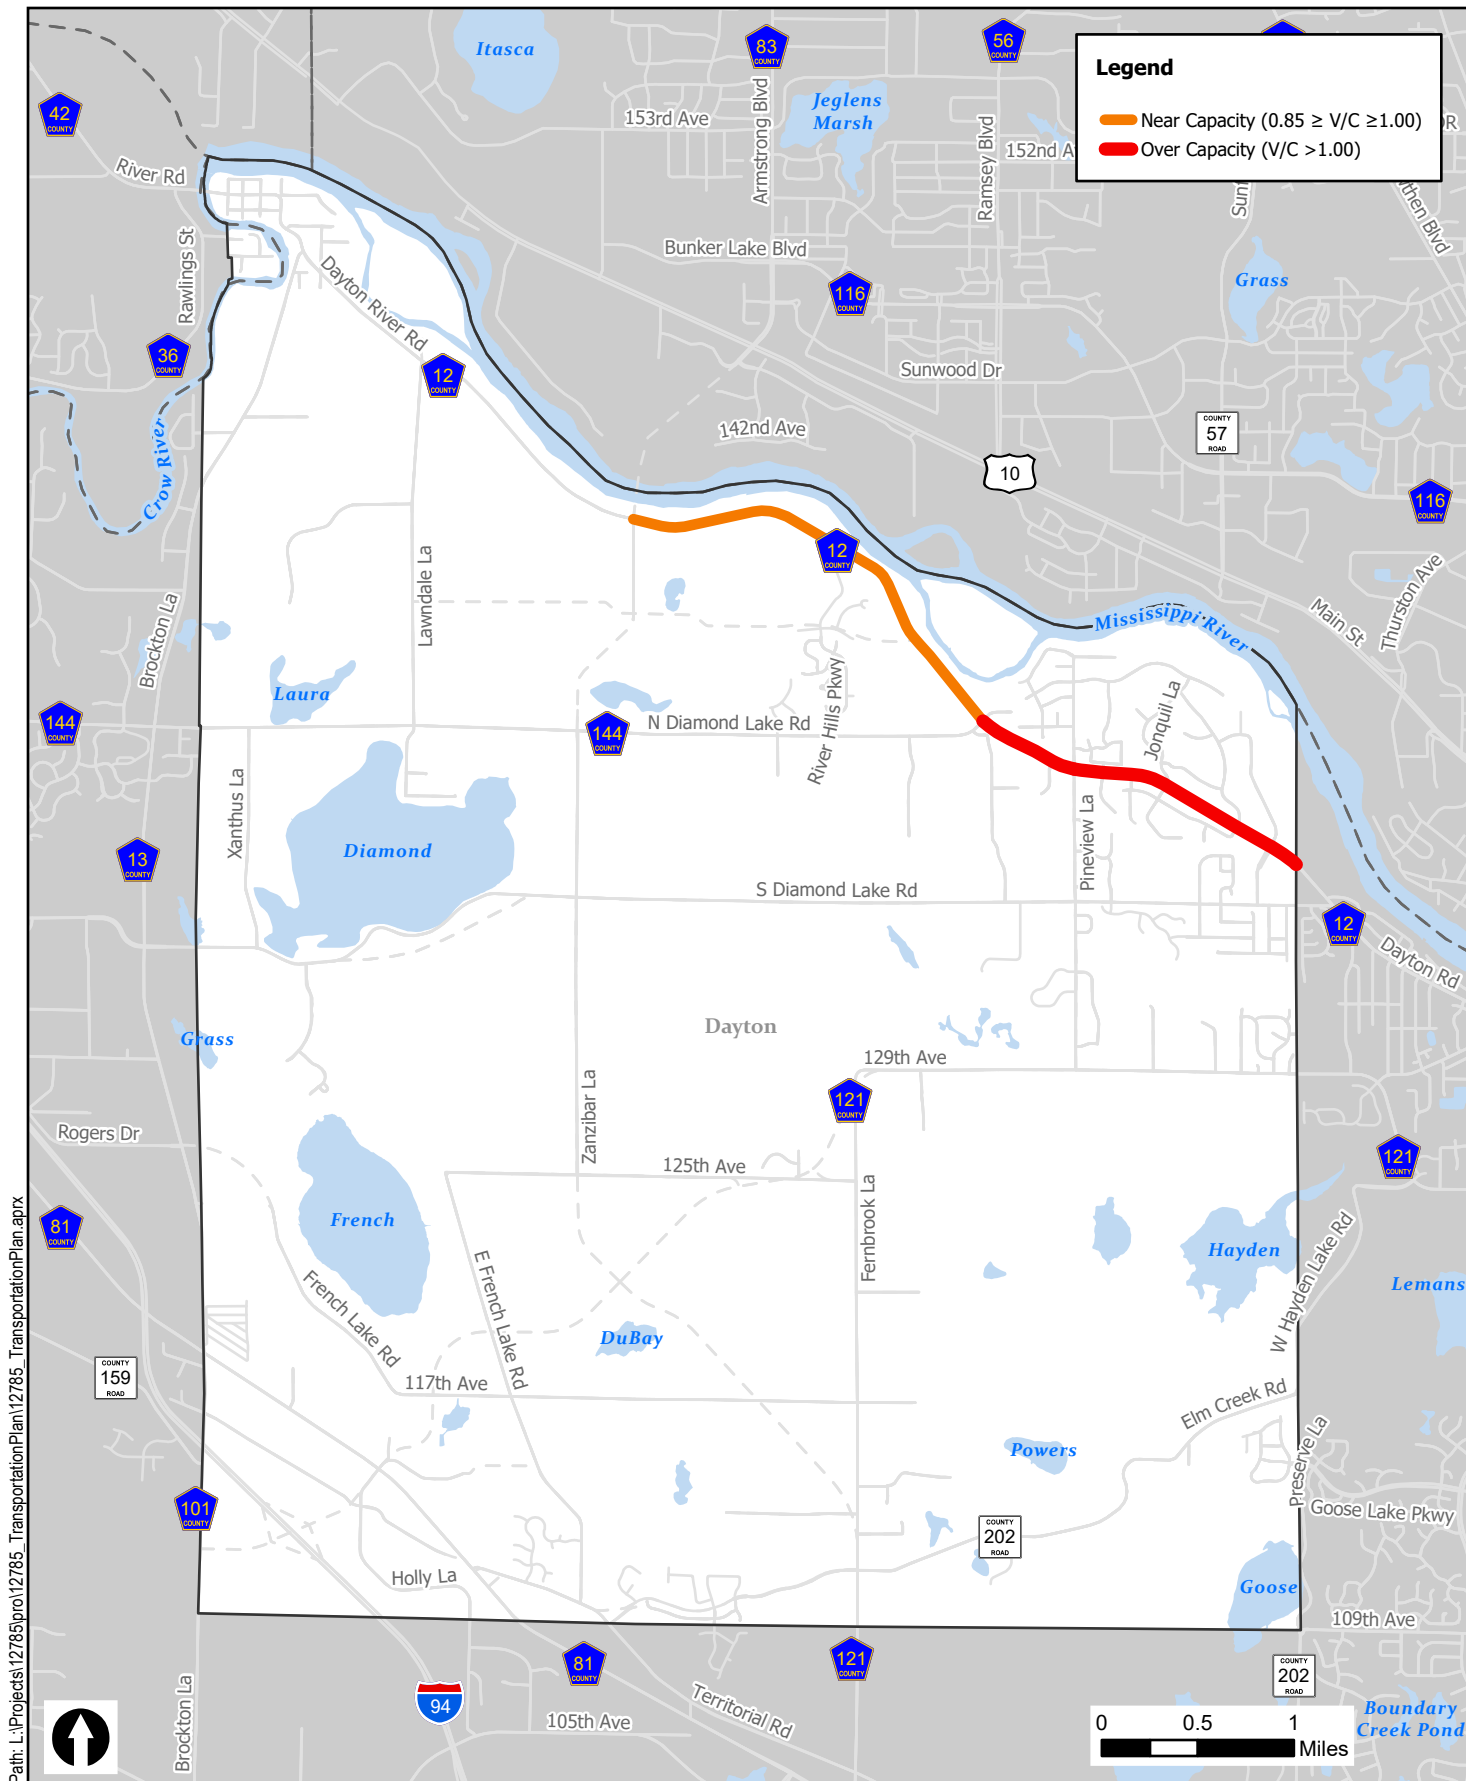 Itasca
83
COUNTY
56
COUNTY
Legend
Near Capacity (0.85 ≥ V/C ≥1.00)
Over Capacity (V/C >1.00)
42
COUNTY
153rd Ave
Armstrong Blvd
Jeglens
Marsh
Ramsey Blvd
152nd A
River Rd
Rawlings St
Bunker Lake Blvd
116
COUNTY
Grass
Dayton River Rd
36
COUNTY
12
COUNTY
Sunwood Dr
142nd Ave
COUNTY
57
ROAD
10
116
COUNTY
Crow River
12
COUNTY
Lawndale La
Brockton La
Mississippi River
Main St
Thurston Ave
Laura
144
COUNTY
144
COUNTY
N Diamond Lake Rd
River Hills Pkwy
Jonquil La
Xanthus La
Diamond
13
COUNTY
Pineview La
S Diamond Lake Rd
12
COUNTY
Dayton Rd
Grass
Dayton
129th Ave
Zanzibar La
121
COUNTY
Rogers Dr
125th Ave
121
COUNTY
Fernbrook La
81
COUNTY
French
Hayden
W Hayden Lake Rd
Lemans
E French Lake Rd
French Lake Rd
DuBay
COUNTY
159
ROAD
117th Ave
Elm Creek Rd
Powers
Preserve La
101
COUNTY
Goose Lake Pkwy
COUNTY
202
ROAD
Holly La
Goose
109th Ave
81
COUNTY
121
COUNTY
COUNTY
202
ROAD
Brockton La
94
105th Ave
Territorial Rd
Boundary
Creek Pond
0 0.5 1
Miles
Path: L:\Projects\12785\pro\12785_TransportationPlan\12785_TransportationPlan.aprx